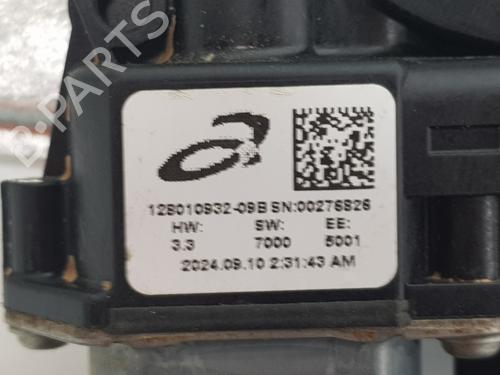 B-PARTS
128010932-09B SN:00276826
HW: SW: EE:
3.3 7000 5001
2024.09.10 2:31:43 AM